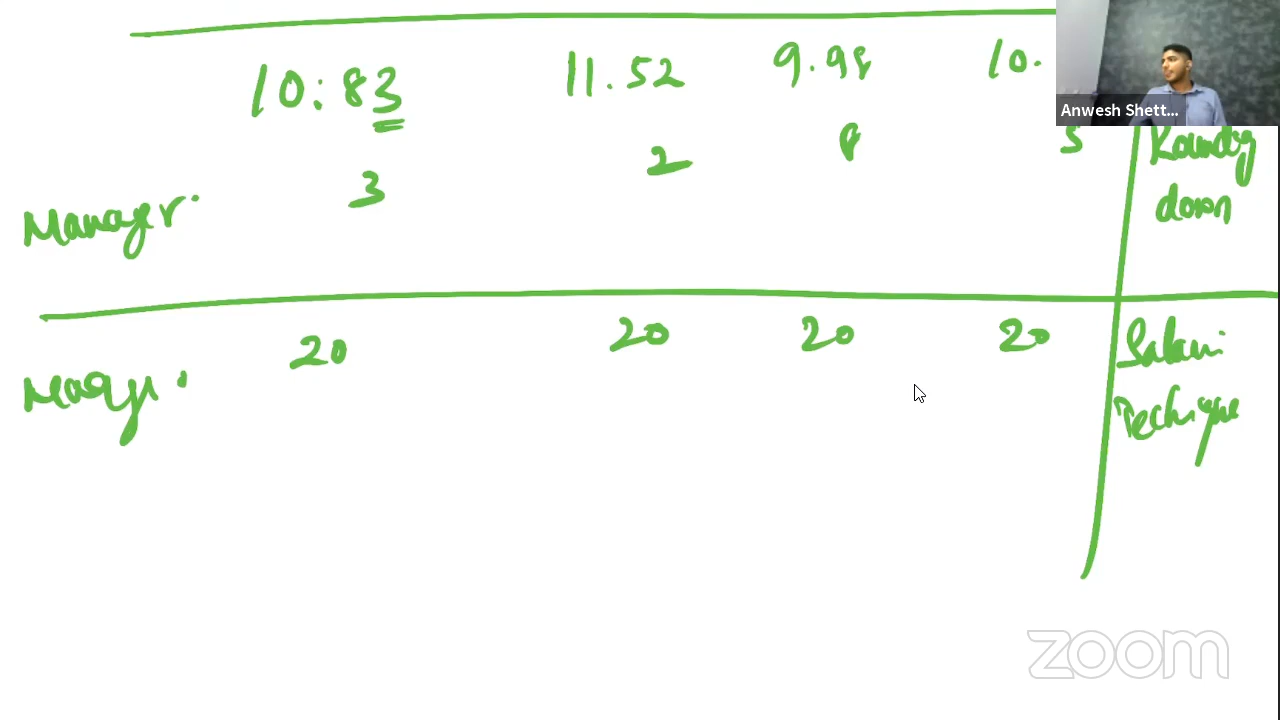 10:83 11.52 9.98 10.
Anwesh Shett...
3 2 8 5
Rounding
down
Manager:
20 20 20 20
Salami
Technique
zoom